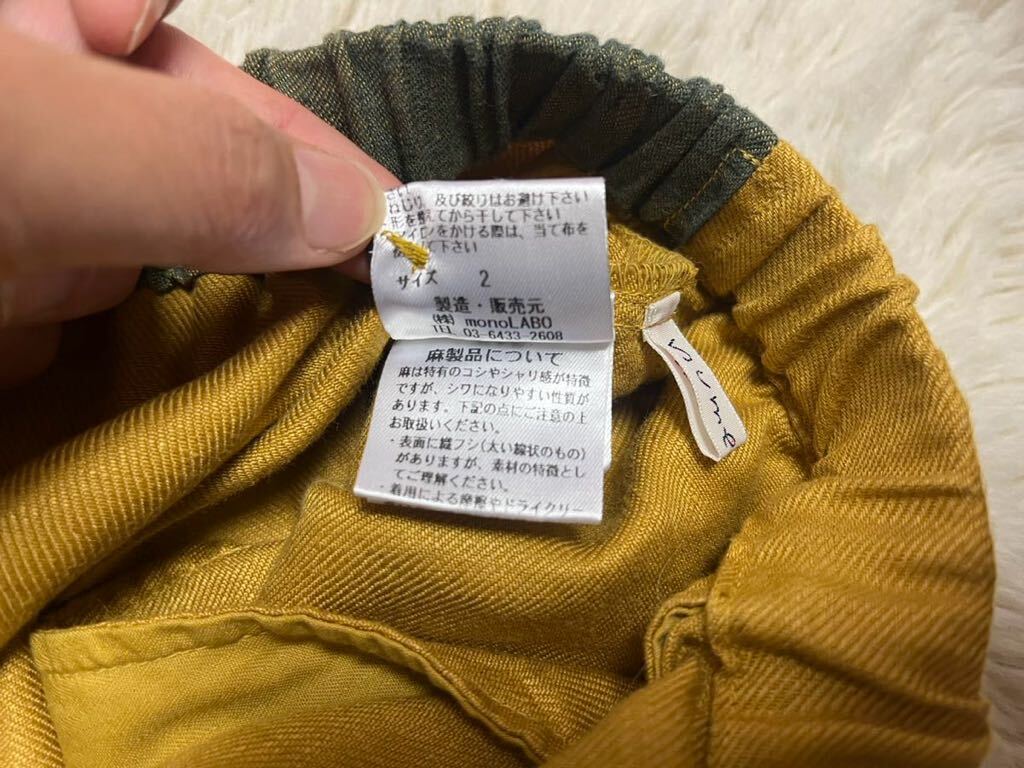 ねじり、及び絞りはお避け下さい
形を整えてから干して下さい
アイロンをかける際は、当て布を
して下さい
サイズ 2
製造・販売元
(株) monoLABO
TEL 03-6433-2608
麻製品について
麻は特有のコシやシャリ感が特徴
ですが、シワになりやすい性質が
あります。下記の点にご注意の上
お取扱いください。
・表面に縦フシ(太い線状のもの)
がありますが、素材の特徴とし
てご理解ください。
・着用による摩擦やドライクリー